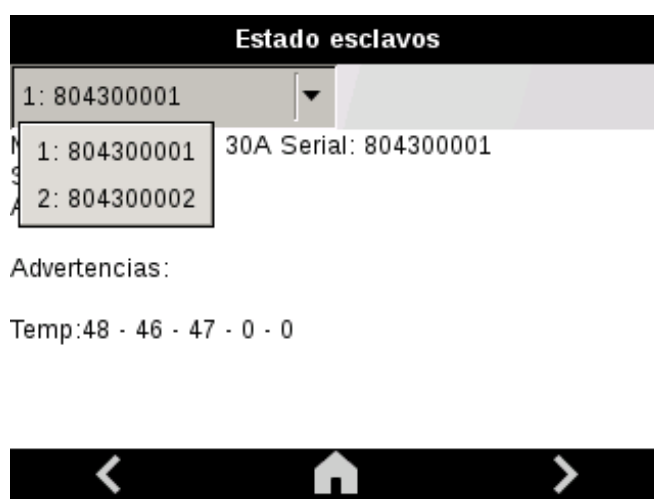 Estado esclavos
1: 804300001
1: 804300001
2: 804300002
30A Serial: 804300001
Advertencias:
Temp:48 - 46 - 47 - 0 - 0